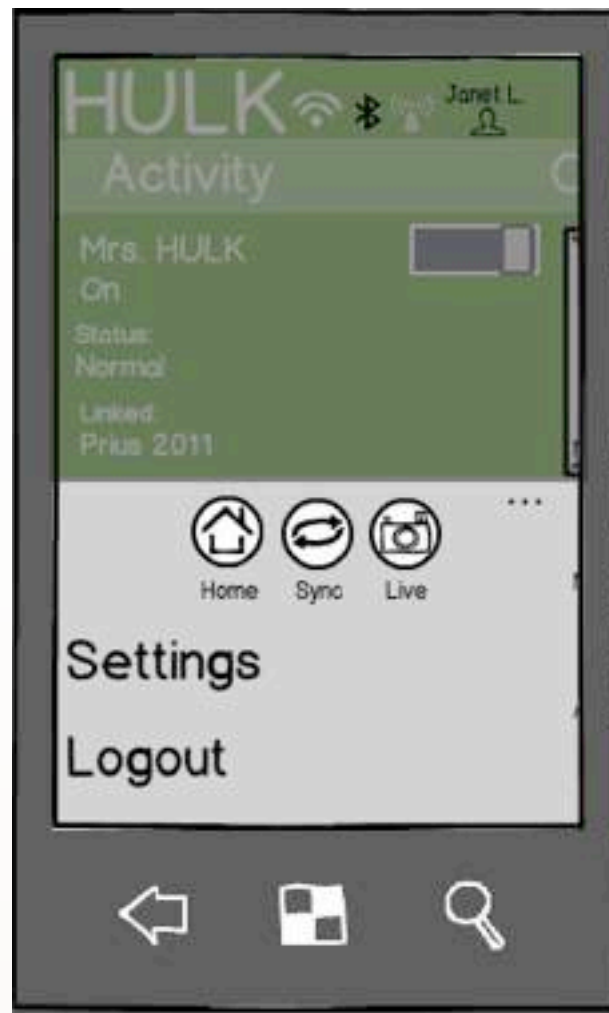 HULK
Janet L.
Activity
Mrs. HULK
On
Status:
Normal
Linked:
Prius 2011
...
Home Sync Live
Settings
Logout